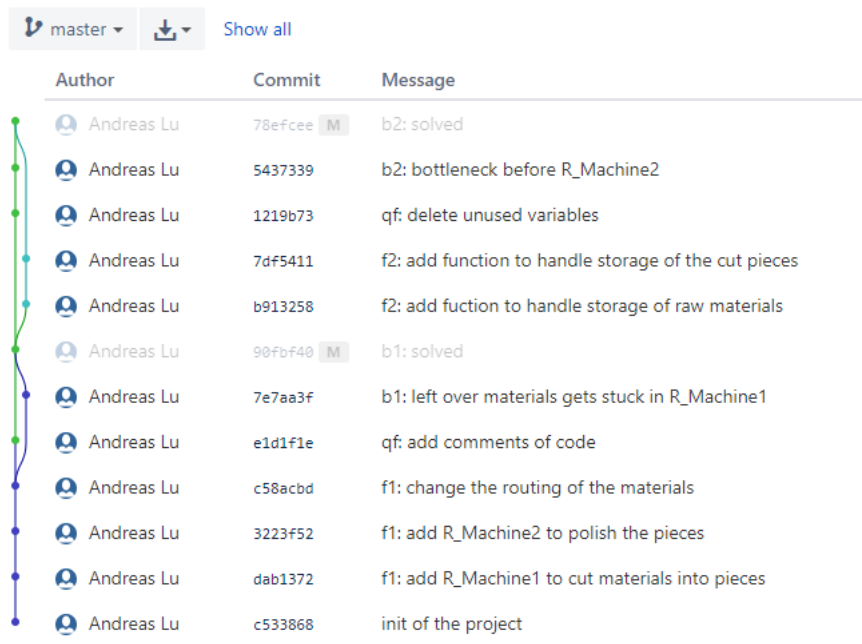 master Show all
Author Commit Message
Andreas Lu 78efcee M b2: solved
Andreas Lu 5437339 b2: bottleneck before R_Machine2
Andreas Lu 1219b73 qf: delete unused variables
Andreas Lu 7df5411 f2: add function to handle storage of the cut pieces
Andreas Lu b913258 f2: add fuction to handle storage of raw materials
Andreas Lu 90fbf40 M b1: solved
Andreas Lu 7e7aa3f b1: left over materials gets stuck in R_Machine1
Andreas Lu e1d1f1e qf: add comments of code
Andreas Lu c58acbd f1: change the routing of the materials
Andreas Lu 3223f52 f1: add R_Machine2 to polish the pieces
Andreas Lu dab1372 f1: add R_Machine1 to cut materials into pieces
Andreas Lu c533868 init of the project